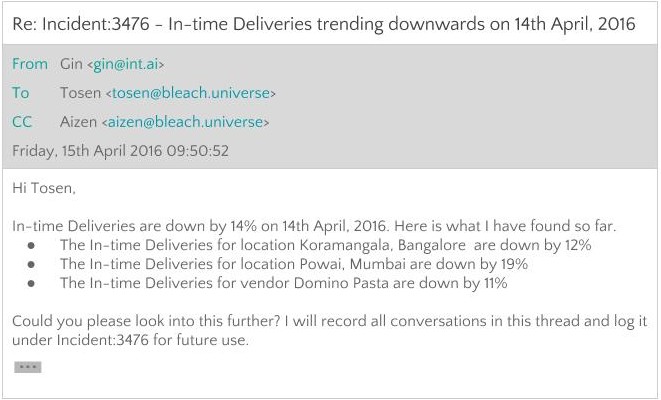 Re: Incident:3476 - In-time Deliveries trending downwards on 14th April, 2016
From Gin <gin@int.ai>
To Tosen <tosen@bleach.universe>
CC Aizen <aizen@bleach.universe>
Friday, 15th April 2016 09:50:52
Hi Tosen,
In-time Deliveries are down by 14% on 14th April, 2016. Here is what I have found so far.
● The In-time Deliveries for location Koramangala, Bangalore are down by 12%
● The In-time Deliveries for location Powai, Mumbai are down by 19%
● The In-time Deliveries for vendor Domino Pasta are down by 11%
Could you please look into this further? I will record all conversations in this thread and log it
under Incident:3476 for future use.
...